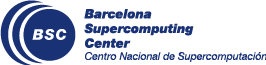 BSC
Barcelona
Supercomputing
Center
Centro Nacional de Supercomputación